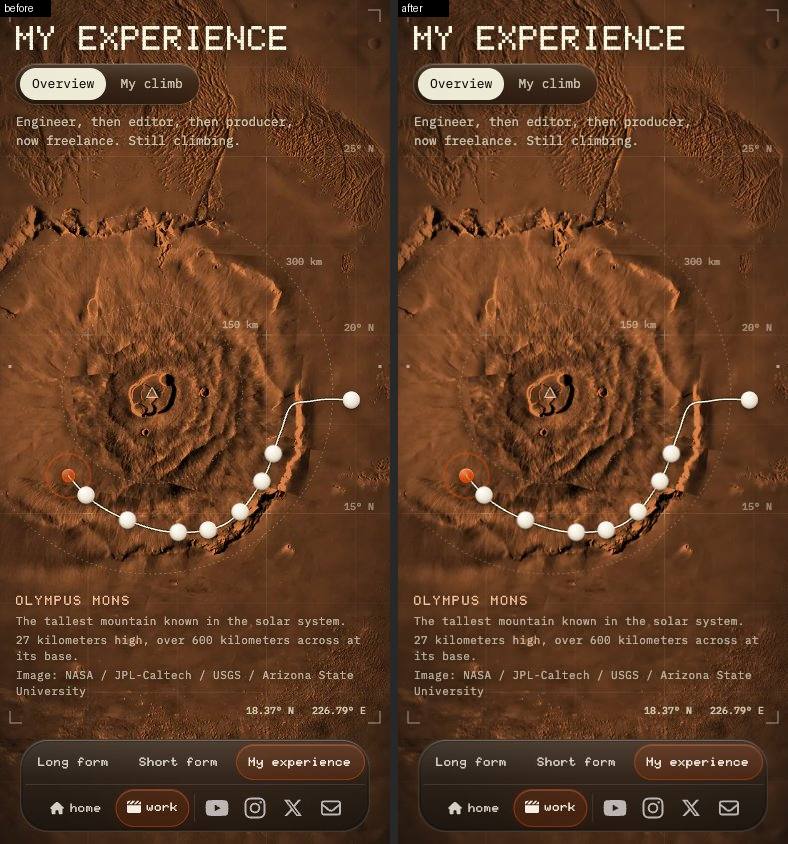 before
MY EXPERIENCE
Overview My climb
Engineer, then editor, then producer,
now freelance. Still climbing.
25° N
300 km
150 km
20° N
15° N
OLYMPUS MONS
The tallest mountain known in the solar system.
27 kilometers high, over 600 kilometers across at
its base.
Image: NASA / JPL-Caltech / USGS / Arizona State
University
18.37° N 226.79° E
Long form Short form My experience
home work
after
MY EXPERIENCE
Overview My climb
Engineer, then editor, then producer,
now freelance. Still climbing.
25° N
300 km
150 km
20° N
15° N
OLYMPUS MONS
The tallest mountain known in the solar system.
27 kilometers high, over 600 kilometers across at
its base.
Image: NASA / JPL-Caltech / USGS / Arizona State
University
18.37° N 226.79° E
Long form Short form My experience
home work